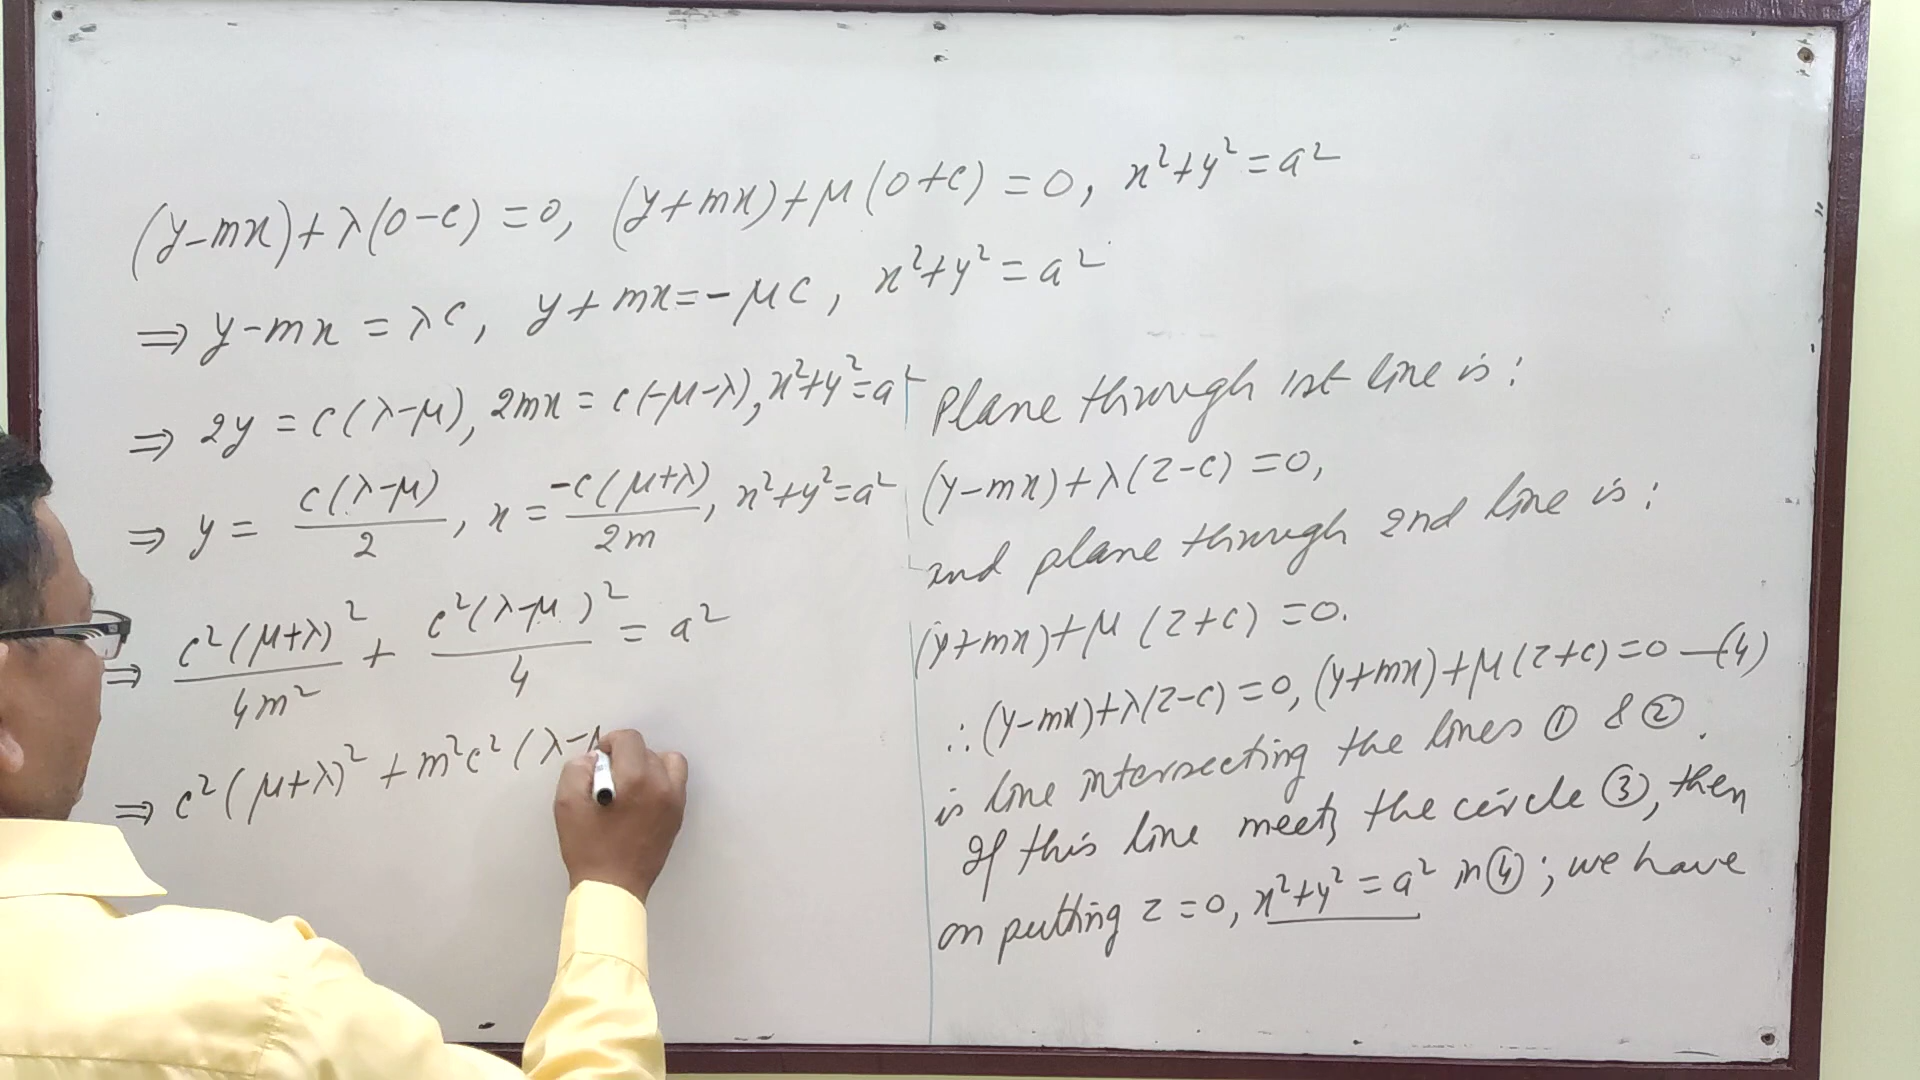 (y-mx)+λ(0-c)=0, (y+mx)+μ(0+c)=0, x²+y²=a²
⇒ y-mx = λc, y+mx=-μc, x²+y²=a²
⇒ 2y = c(λ-μ), 2mx = c(-μ-λ), x²+y²=a²
⇒ y = c(λ-μ)/2, x = -c(μ+λ)/2m, x²+y²=a²
⇒ c²(μ+λ)²/4m² + c²(λ-μ)²/4 = a²
⇒ c²(μ+λ)² + m²c²(λ-
Plane through 1st line is:
(y-mx)+λ(z-c)=0,
and plane through 2nd line is:
(y+mx)+μ(z+c)=0.
∴ (y-mx)+λ(z-c)=0, (y+mx)+μ(z+c)=0 —(4)
is line intersecting the lines ① & ②.
If this line meets the circle ③, then
on putting z=0, x²+y²=a² in ④; we have